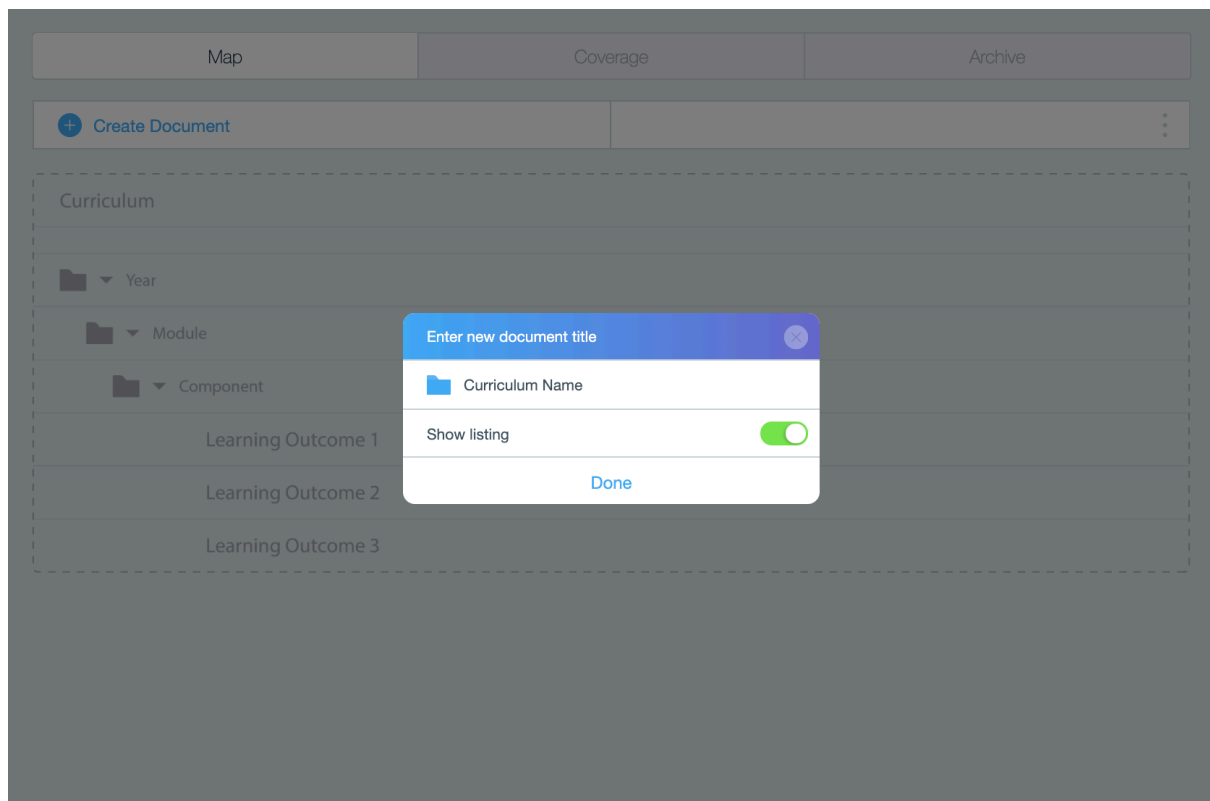 Map
Coverage
Archive
Create Document
Curriculum
Year
Module
Component
Learning Outcome 1
Learning Outcome 2
Learning Outcome 3
Enter new document title
Curriculum Name
Show listing
Done